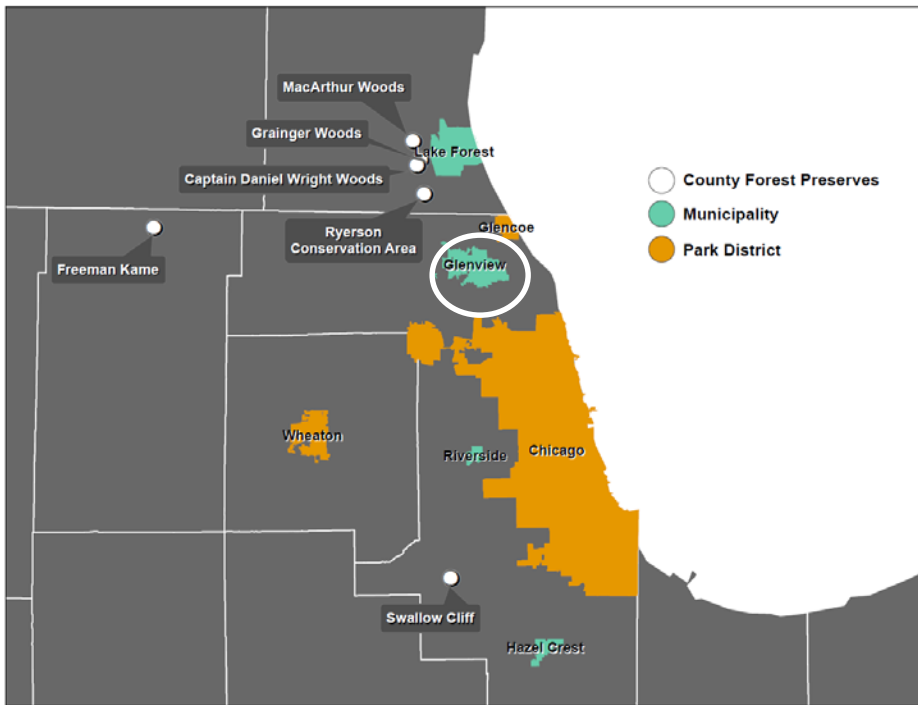 MacArthur Woods
Grainger Woods
Lake Forest
Captain Daniel Wright Woods
County Forest Preserves
Municipality
Park District
Ryerson
Conservation Area
Glencoe
Freeman Kame
Glenview
Wheaton
Riverside
Chicago
Swallow Cliff
Hazel Crest